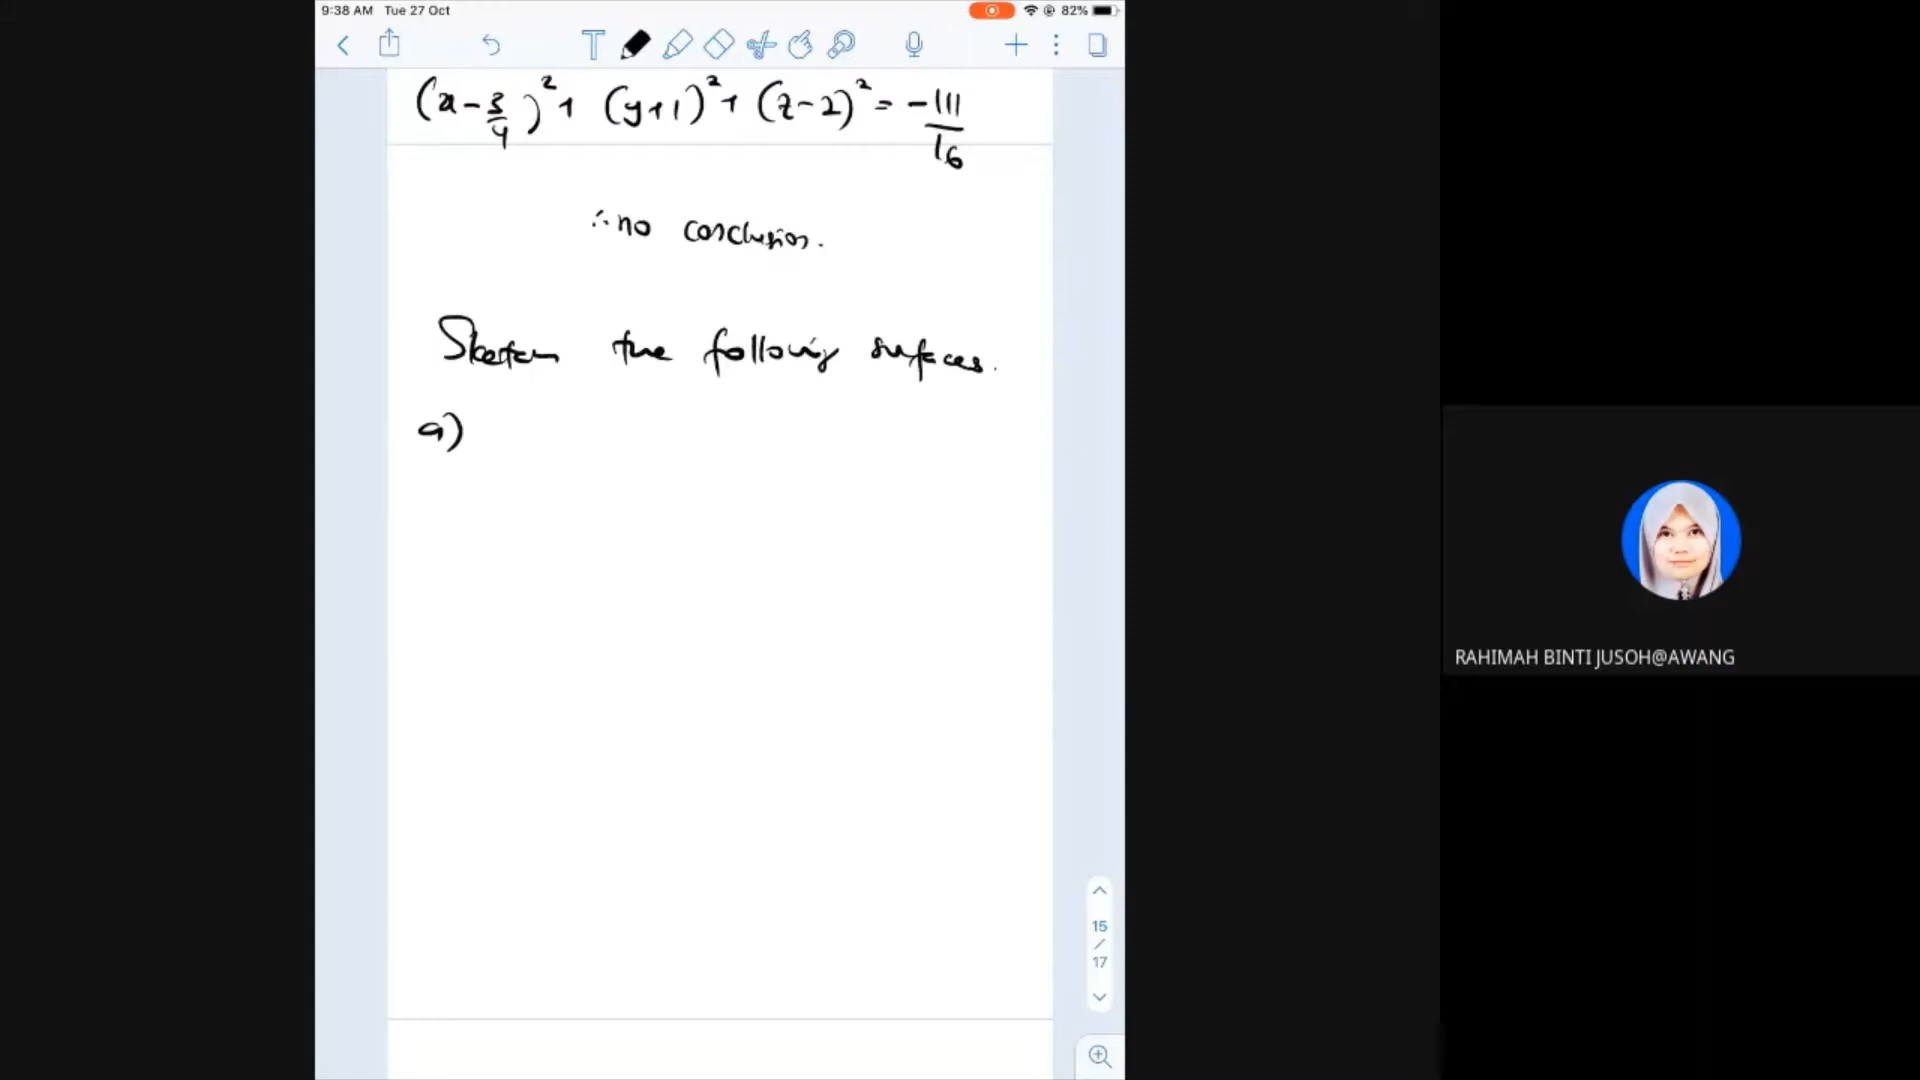 9:38 AM Tue 27 Oct 82%
(x-3/4)²+ (y+1)²+ (z-2)²= -111/16
∴ no conclusion.
Sketch the following surfaces.
a)
RAHIMAH BINTI JUSOH@AWANG
15
/
17